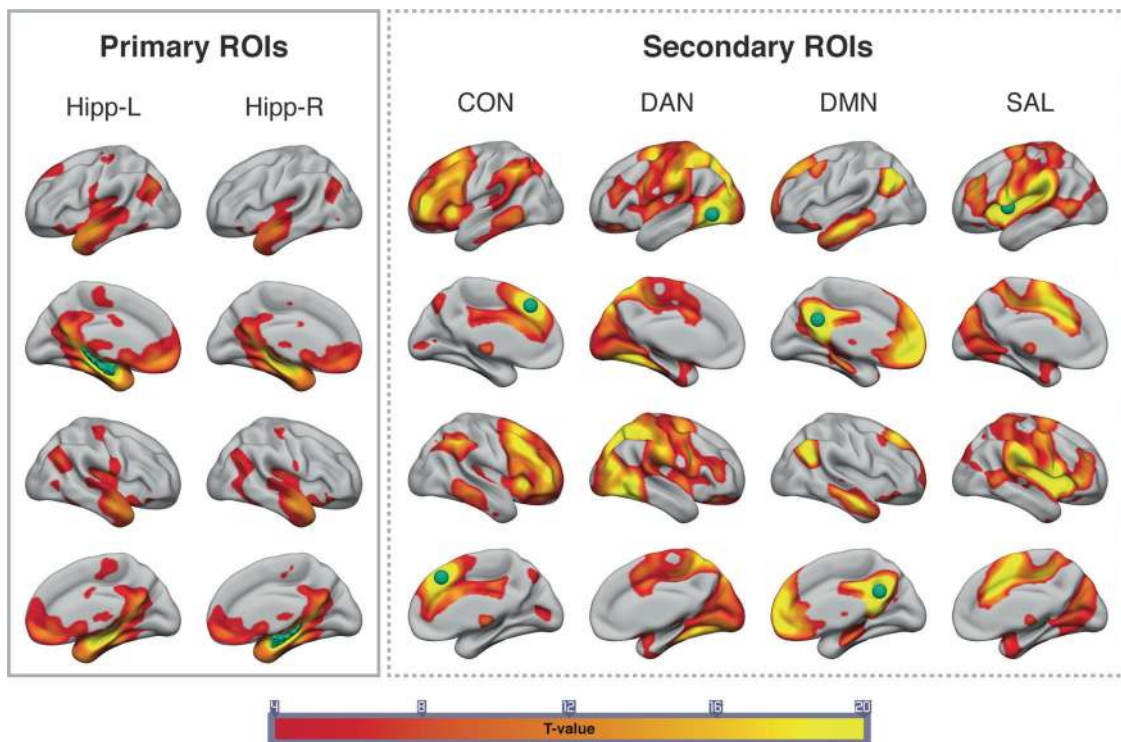 Primary ROIs
Secondary ROIs
Hipp-L
Hipp-R
CON
DAN
DMN
SAL
4
8
12
16
20
T-value